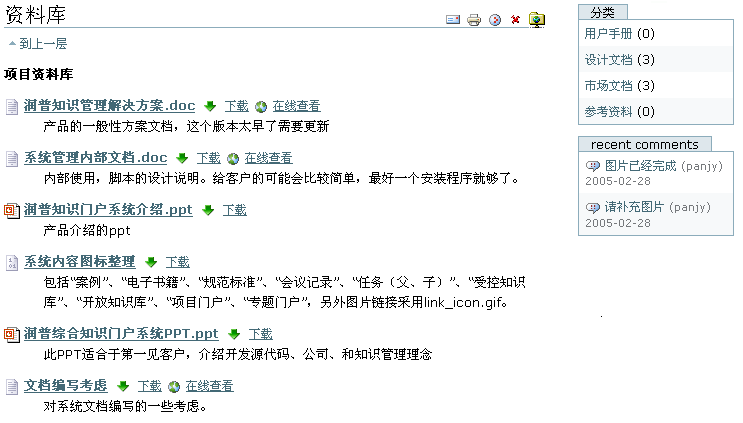 资料库
到上一层
项目资料库
润普知识管理解决方案.doc 下载 在线查看
产品的一般性方案文档，这个版本太早了需要更新
系统管理内部文档.doc 下载 在线查看
内部使用，脚本的设计说明。给客户的可能会比较简单，最好一个安装程序就够了。
润普知识门户系统介绍.ppt 下载
产品介绍的ppt
系统内容图标整理 下载
包括“案例”、“电子书籍”、“规范标准”、“会议记录”、“任务（父、子）”、“受控知识
库”、“开放知识库”、“项目门户”、“专题门户”，另外图片链接采用link_icon.gif。
润普综合知识门户系统PPT.ppt 下载
此PPT适合于第一见客户，介绍开发源代码、公司、和知识管理理念
文档编写考虑 下载 在线查看
对系统文档编写的一些考虑。
分类
用户手册 (0)
设计文档 (3)
市场文档 (3)
参考资料 (0)
recent comments
图片已经完成 (panjy)
2005-02-28
请补充图片 (panjy)
2005-02-28